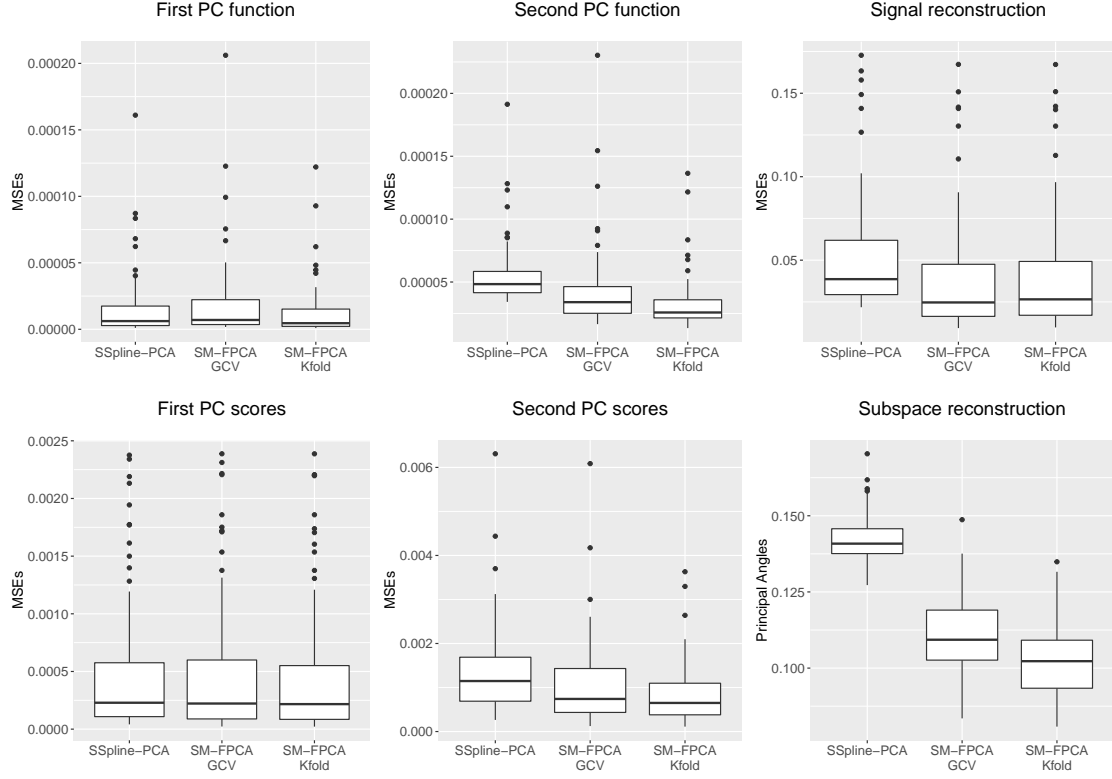 First PC function
MSEs
0.00020
0.00015
0.00010
0.00005
0.00000
SSpline−PCA
SM−FPCA
GCV
SM−FPCA
Kfold
Second PC function
MSEs
0.00020
0.00015
0.00010
0.00005
SSpline−PCA
SM−FPCA
GCV
SM−FPCA
Kfold
Signal reconstruction
MSEs
0.15
0.10
0.05
SSpline−PCA
SM−FPCA
GCV
SM−FPCA
Kfold
First PC scores
MSEs
0.0025
0.0020
0.0015
0.0010
0.0005
0.0000
SSpline−PCA
SM−FPCA
GCV
SM−FPCA
Kfold
Second PC scores
MSEs
0.006
0.004
0.002
0.000
SSpline−PCA
SM−FPCA
GCV
SM−FPCA
Kfold
Subspace reconstruction
Principal Angles
0.150
0.125
0.100
SSpline−PCA
SM−FPCA
GCV
SM−FPCA
Kfold